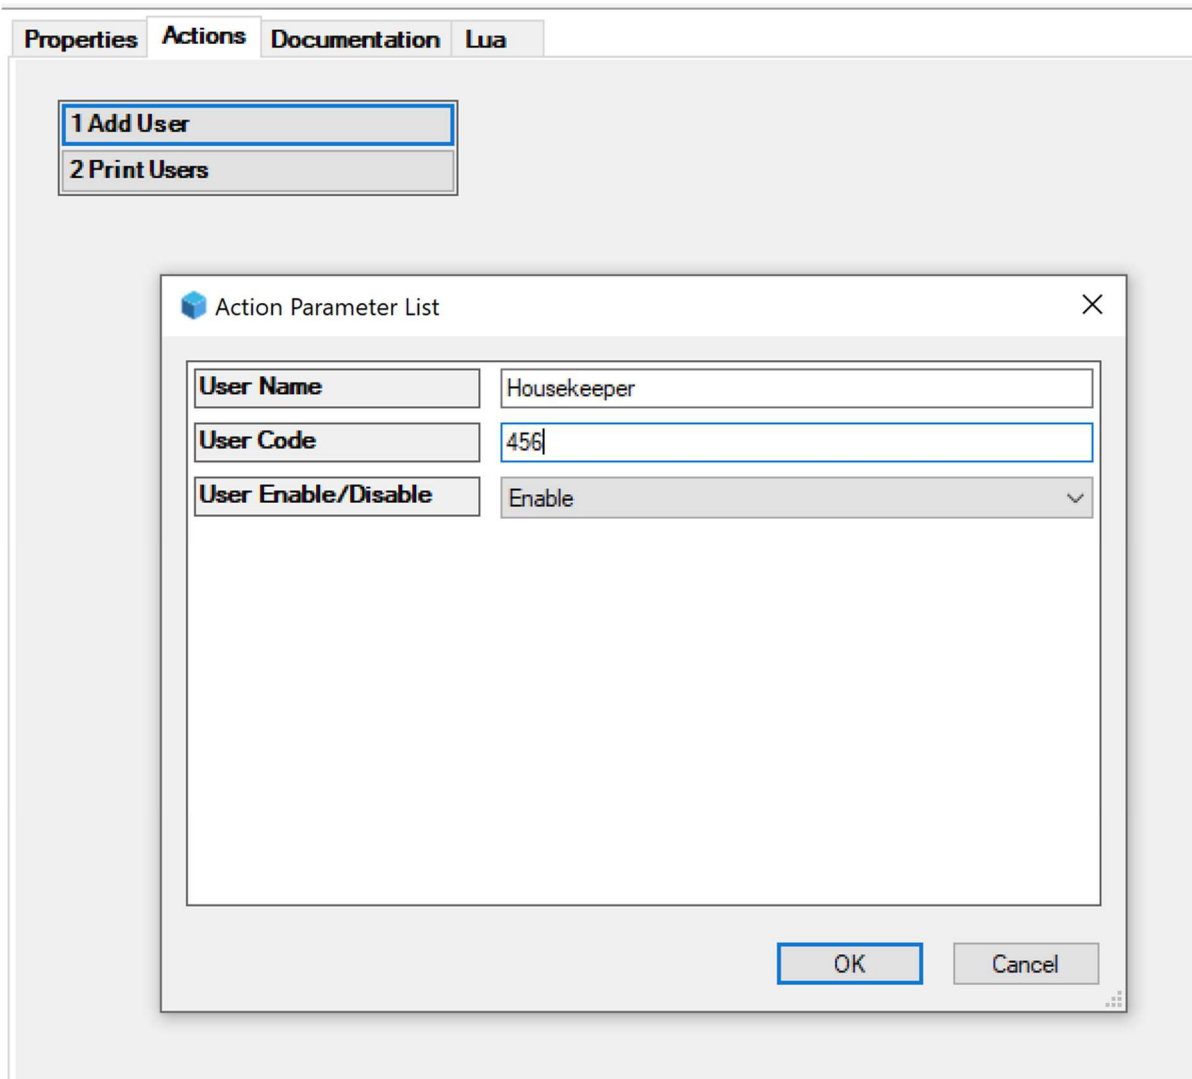 Properties Actions Documentation Lua
1 Add User
2 Print Users
Action Parameter List
User Name Housekeeper
User Code 456
User Enable/Disable Enable
OK Cancel